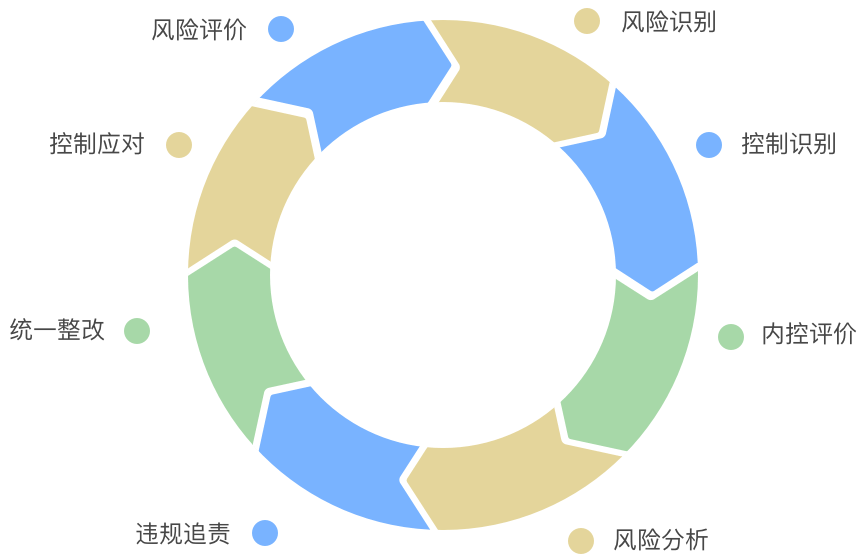 风险评价
风险识别
控制应对
控制识别
统一整改
内控评价
违规追责
风险分析